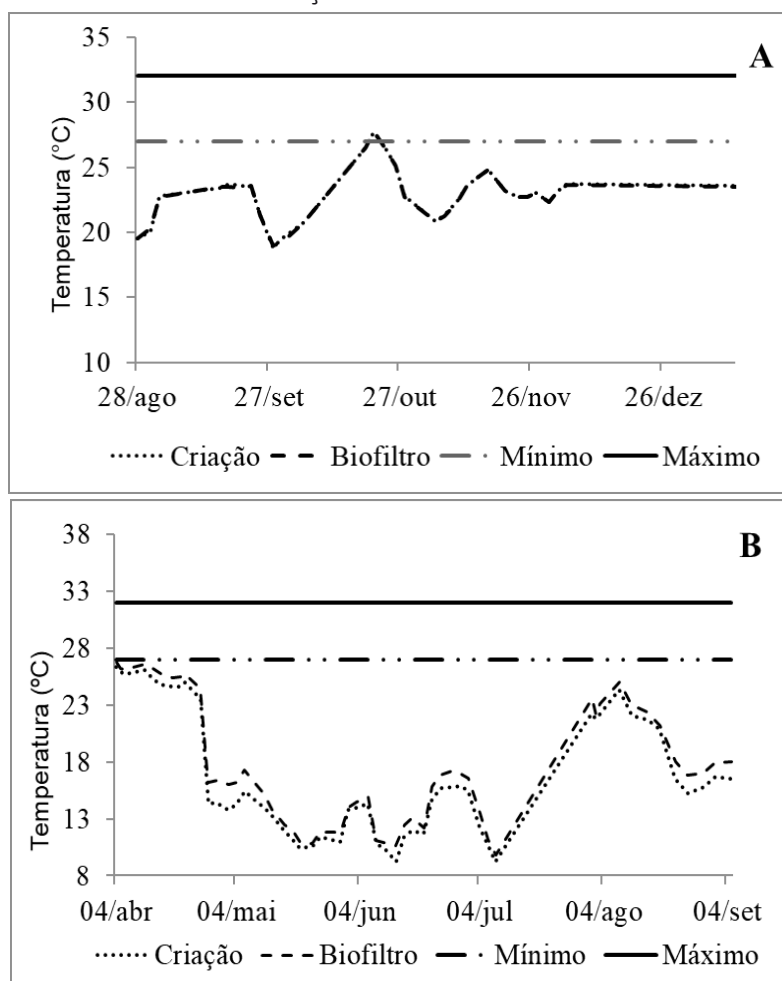 35
A
30
25
20
15
10
Temperatura (°C)
28/ago 27/set 27/out 26/nov 26/dez
Criação Biofiltro Mínimo Máximo
38
B
33
28
23
18
13
8
Temperatura (ºC)
04/abr 04/mai 04/jun 04/jul 04/ago 04/set
Criação Biofiltro Mínimo Máximo